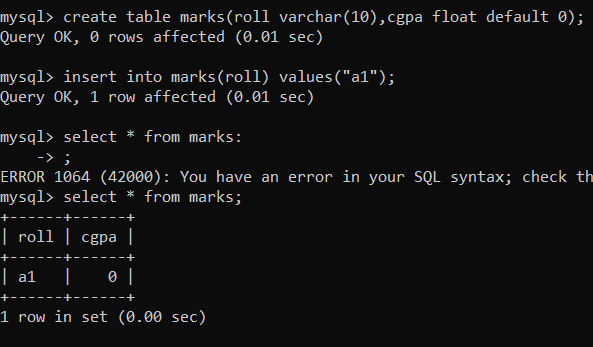 mysql> create table marks(roll varchar(10),cgpa float default 0);
Query OK, 0 rows affected (0.01 sec)
mysql> insert into marks(roll) values("a1");
Query OK, 1 row affected (0.01 sec)
mysql> select * from marks:
    -> ;
ERROR 1064 (42000): You have an error in your SQL syntax; check th
mysql> select * from marks;
+------+------+
| roll | cgpa |
+------+------+
| a1   |    0 |
+------+------+
1 row in set (0.00 sec)